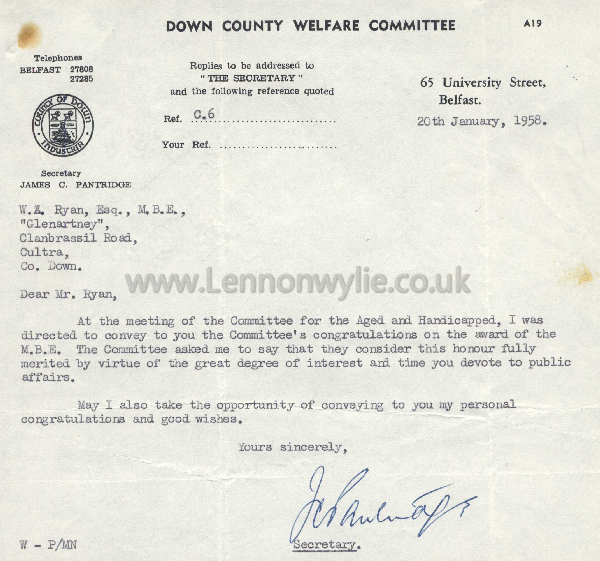 DOWN COUNTY WELFARE COMMITTEE
A19
Telephones
BELFAST 27808
27285
Replies to be addressed to
"THE SECRETARY"
and the following reference quoted
Ref. C.6
Your Ref.
65 University Street,
Belfast.
20th January, 1958.
COUNTY OF DOWN
INDUSTRIA
Secretary
JAMES C. PANTRIDGE
W.A. Ryan, Esq., M.B.E.,
"Glenartney",
Clanbrassil Road,
Cultra,
Co. Down.
www.Lennonwylie.co.uk
Dear Mr. Ryan,
At the meeting of the Committee for the Aged and Handicapped, I was
directed to convey to you the Committee's congratulations on the award of the
M.B.E. The Committee asked me to say that they consider this honour fully
merited by virtue of the great degree of interest and time you devote to public
affairs.
May I also take the opportunity of conveying to you my personal
congratulations and good wishes.
Yours sincerely,
JCPantridge
Secretary.
W - P/MN